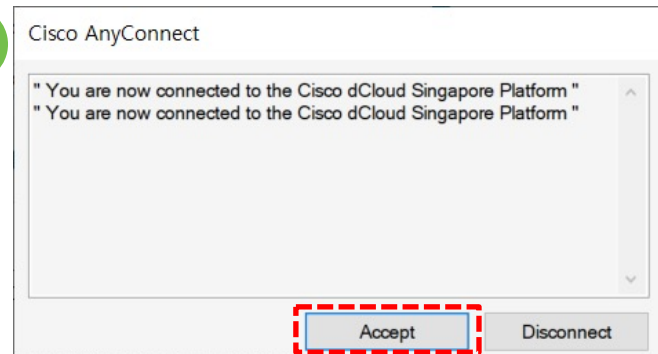 Cisco AnyConnect
" You are now connected to the Cisco dCloud Singapore Platform "
" You are now connected to the Cisco dCloud Singapore Platform "
Accept Disconnect